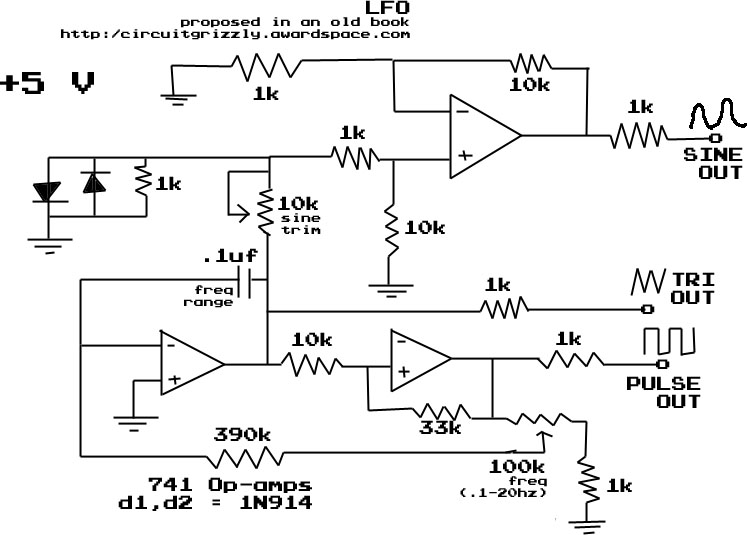 LFO
proposed in an old book
http:/circuitgrizzly.awardspace.com
+5 V
1k
10k
1k
SINE
OUT
1k
1k
10k
sine
trim
10k
.1uf
freq
range
1k
TRI
OUT
10k
1k
PULSE
OUT
33k
390k
100k
freq
(.1-20hz)
1k
741 Op-amps
d1,d2 = 1N914